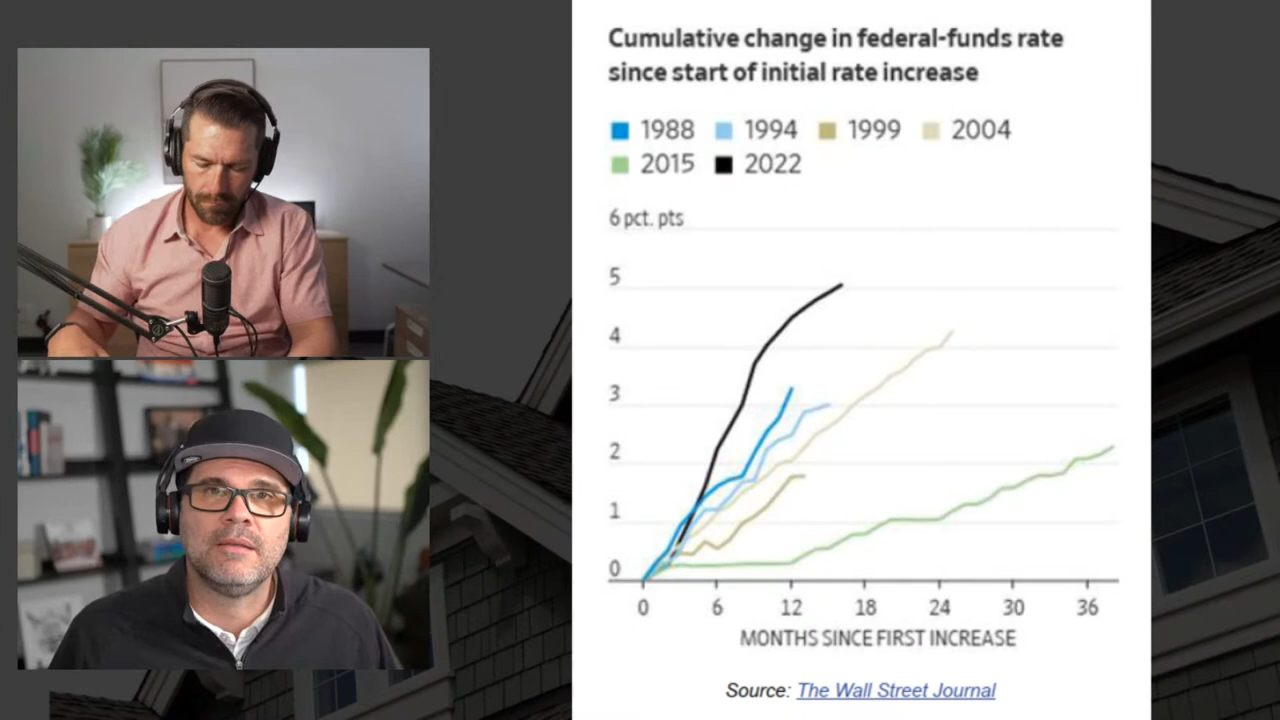 Cumulative change in federal-funds rate
since start of initial rate increase
1988 1994 1999 2004
2015 2022
6 pct. pts
5
4
3
2
1
0
0 6 12 18 24 30 36
MONTHS SINCE FIRST INCREASE
Source: The Wall Street Journal